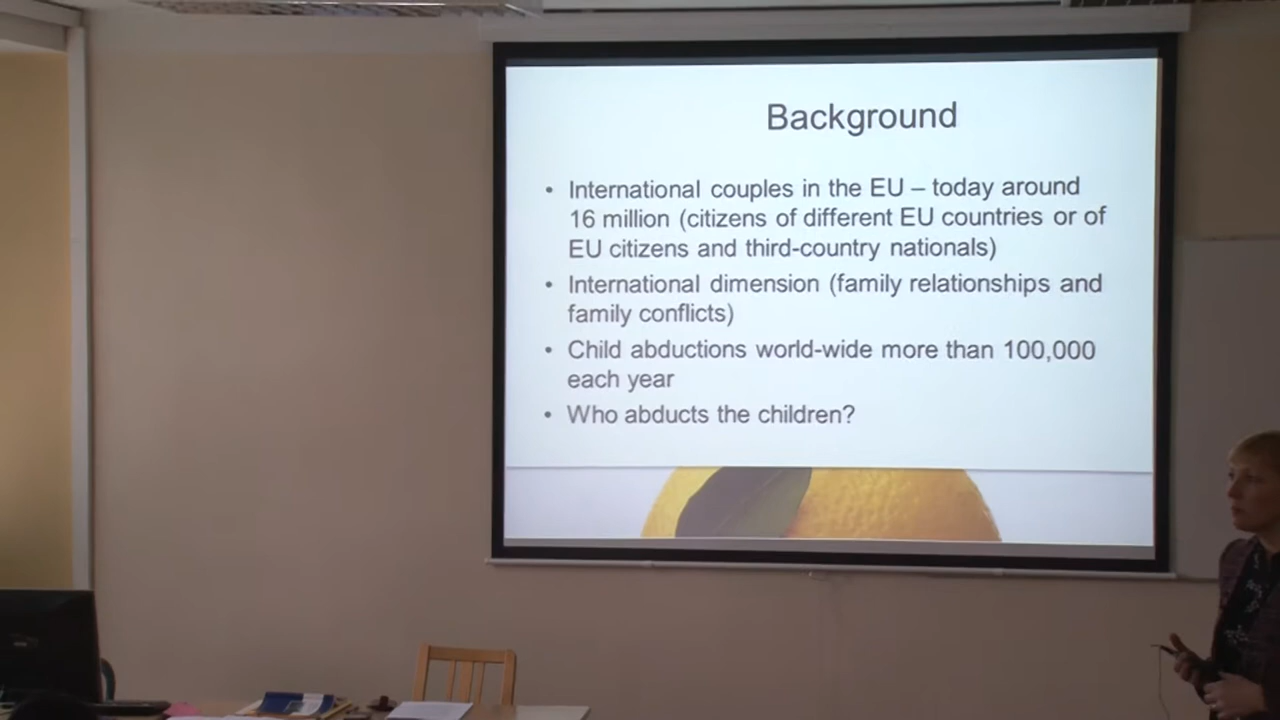 Background
• International couples in the EU – today around
16 million (citizens of different EU countries or of
EU citizens and third-country nationals)
• International dimension (family relationships and
family conflicts)
• Child abductions world-wide more than 100,000
each year
• Who abducts the children?